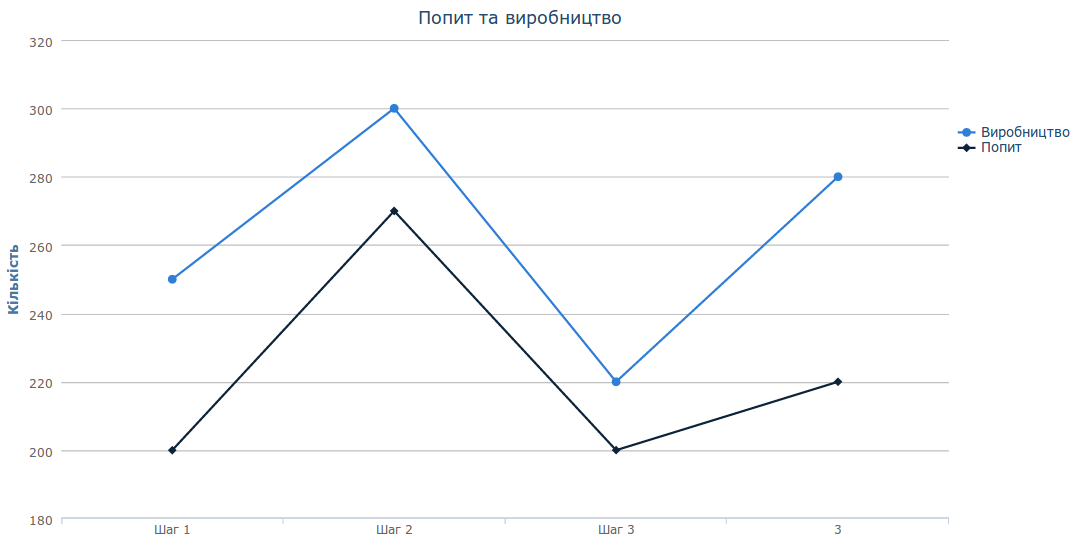 Попит та виробництво
320
300
280
260
240
220
200
180
Кількість
Шаг 1
Шаг 2
Шаг 3
3
Виробництво
Попит